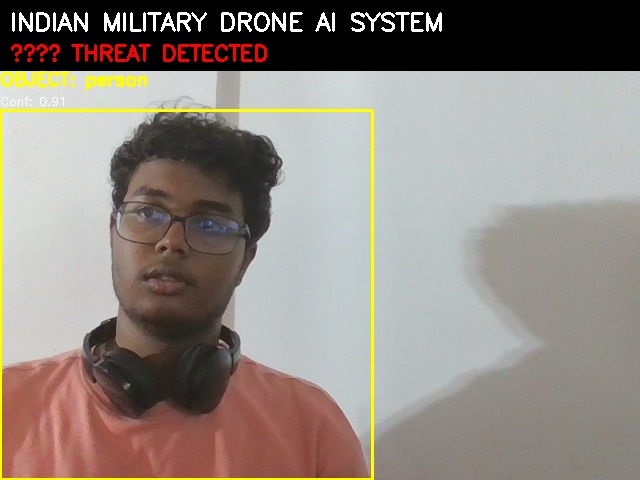 INDIAN MILITARY DRONE AI SYSTEM
???? THREAT DETECTED
OBJECT: person
Conf: 0.91